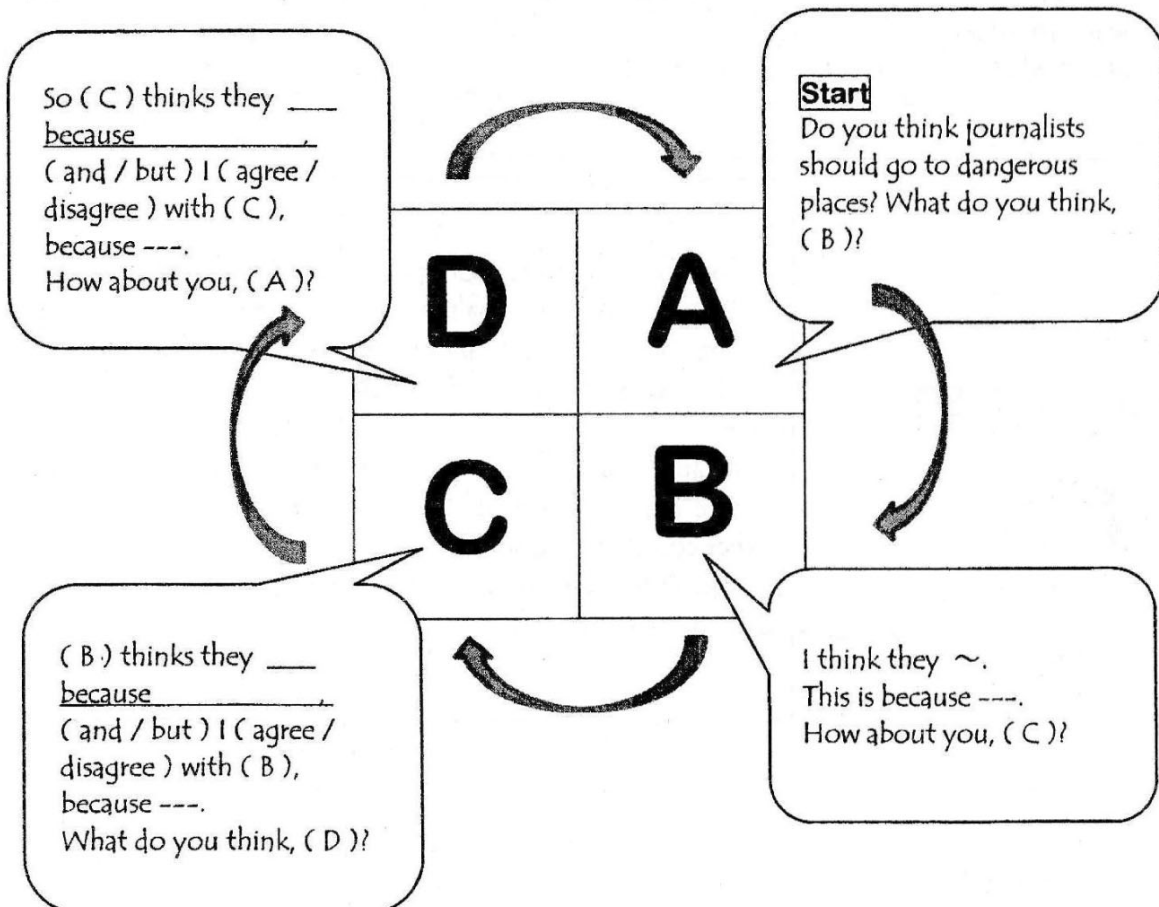 Start
Do you think journalists
should go to dangerous
places? What do you think,
( B )?
A
B
I think they ~.
This is because ---.
How about you, ( C )?
C
( B ) thinks they ___
because ____________,
( and / but ) I ( agree /
disagree ) with ( B ),
because ---.
What do you think, ( D )?
D
So ( C ) thinks they ___
because ____________,
( and / but ) I ( agree /
disagree ) with ( C ),
because ---.
How about you, ( A )?